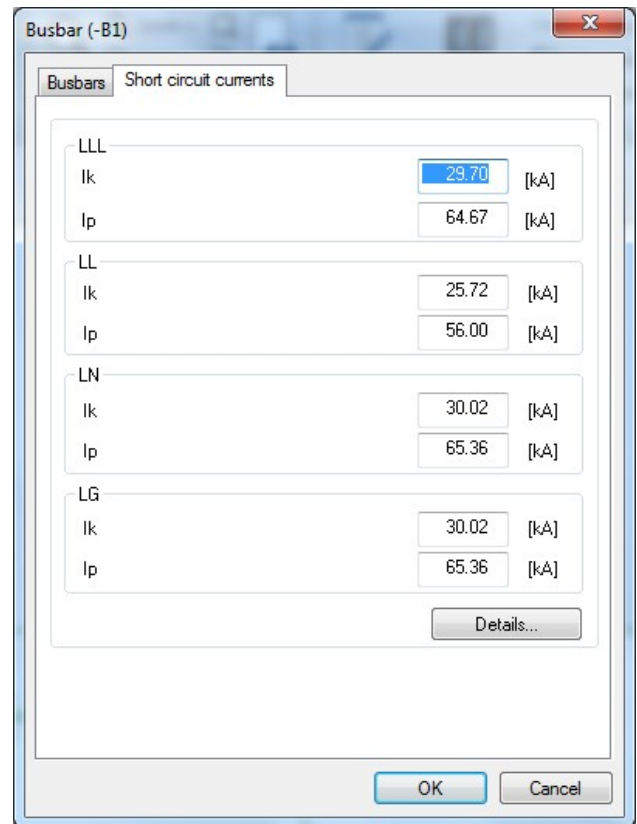 Busbar (-B1)
Busbars Short circuit currents
LLL
Ik 29.70 [kA]
Ip 64.67 [kA]
LL
Ik 25.72 [kA]
Ip 56.00 [kA]
LN
Ik 30.02 [kA]
Ip 65.36 [kA]
LG
Ik 30.02 [kA]
Ip 65.36 [kA]
Details...
OK Cancel